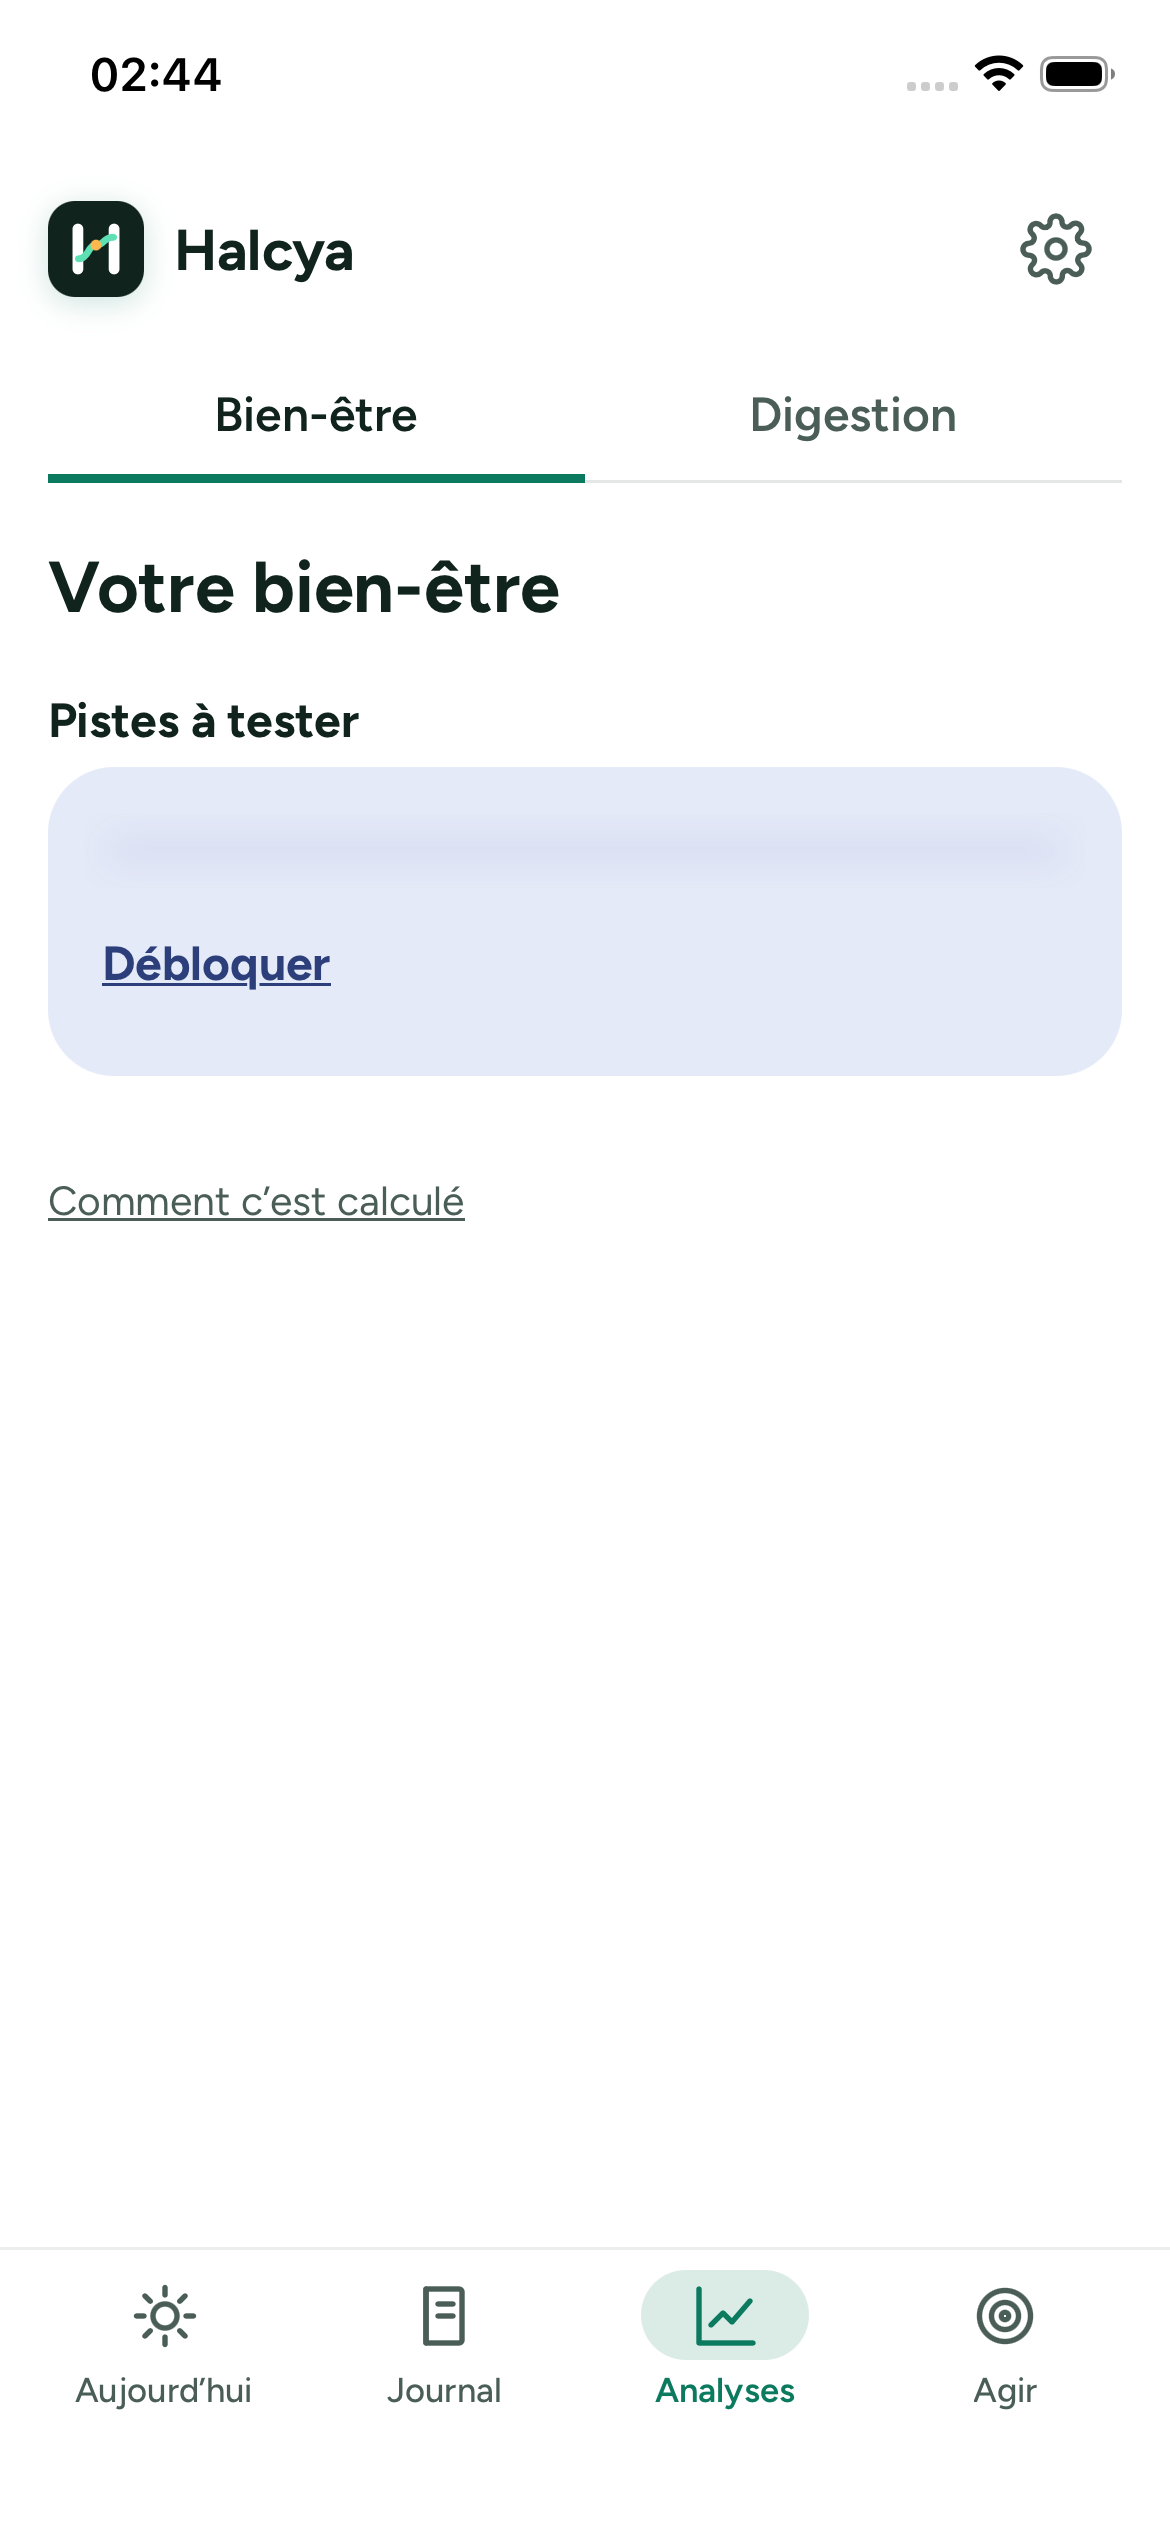 02:44
Halcya
Bien-être
Digestion
Votre bien-être
Pistes à tester
Débloquer
Comment c’est calculé
Aujourd’hui
Journal
Analyses
Agir